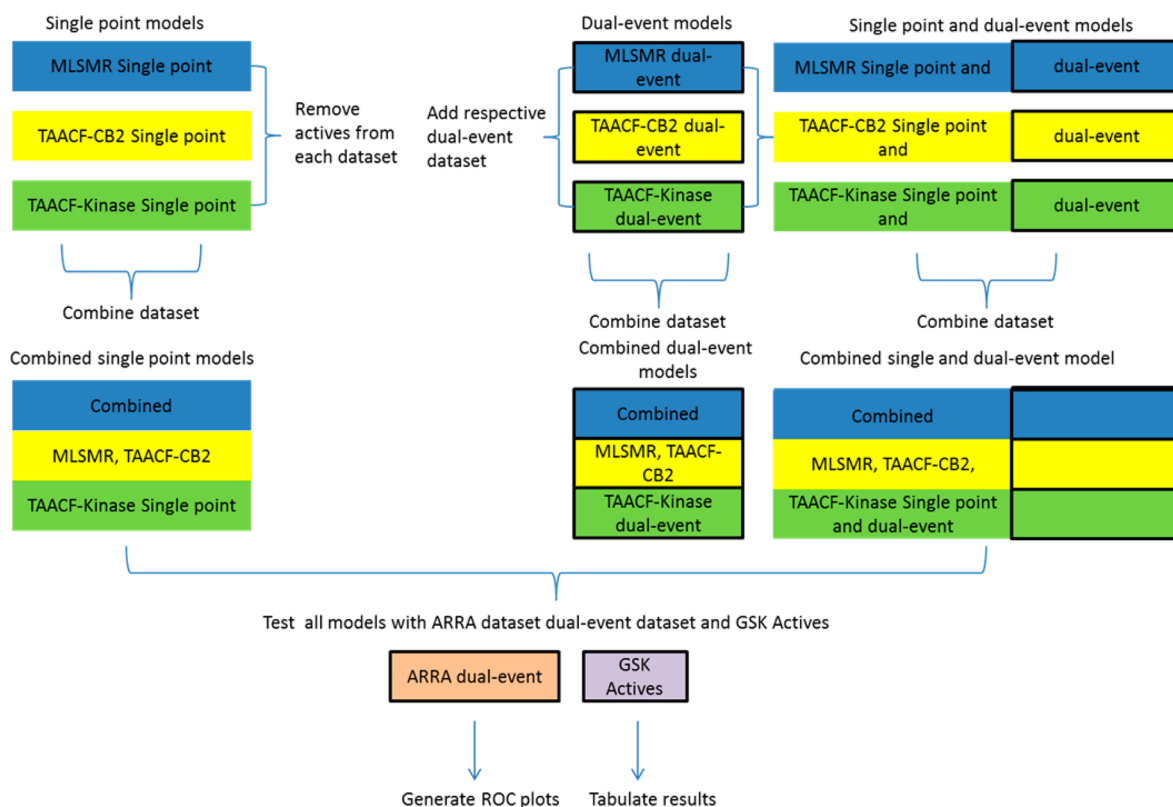 Single point models
MLSMR Single point
TAACF-CB2 Single point
TAACF-Kinase Single point
Remove
actives from
each dataset
Add respective
dual-event
dataset
Dual-event models
MLSMR dual-
event
TAACF-CB2 dual-
event
TAACF-Kinase
dual-event
Single point and dual-event models
MLSMR Single point and
dual-event
TAACF-CB2 Single point
and
dual-event
TAACF-Kinase Single point
and
dual-event
Combine dataset
Combine dataset
Combine dataset
Combined single point models
Combined
MLSMR, TAACF-CB2
TAACF-Kinase Single point
Combined dual-event
models
Combined
MLSMR, TAACF-
CB2
TAACF-Kinase
dual-event
Combined single and dual-event model
Combined
MLSMR, TAACF-CB2,
TAACF-Kinase Single point
and dual-event
Test all models with ARRA dataset dual-event dataset and GSK Actives
ARRA dual-event
GSK
Actives
Generate ROC plots
Tabulate results